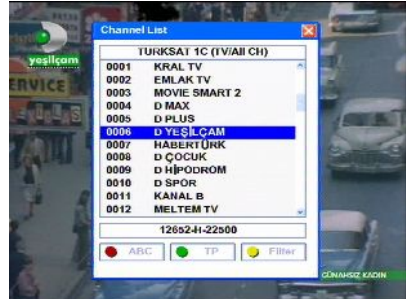 Channel List
TURKSAT 1C (TV/All CH)
yeşilçam
ERVICE
0001 KRAL TV
0002 EMLAK TV
0003 MOVIE SMART 2
0004 D MAX
0005 D PLUS
0006 D YEŞİLÇAM
0007 HABERTÜRK
0008 D ÇOCUK
0009 D HİPODROM
0010 D SPOR
0011 KANAL B
0012 MELTEM TV
12652-H-22500
ABC TP Filter
GÜNAHSIZ KADIN